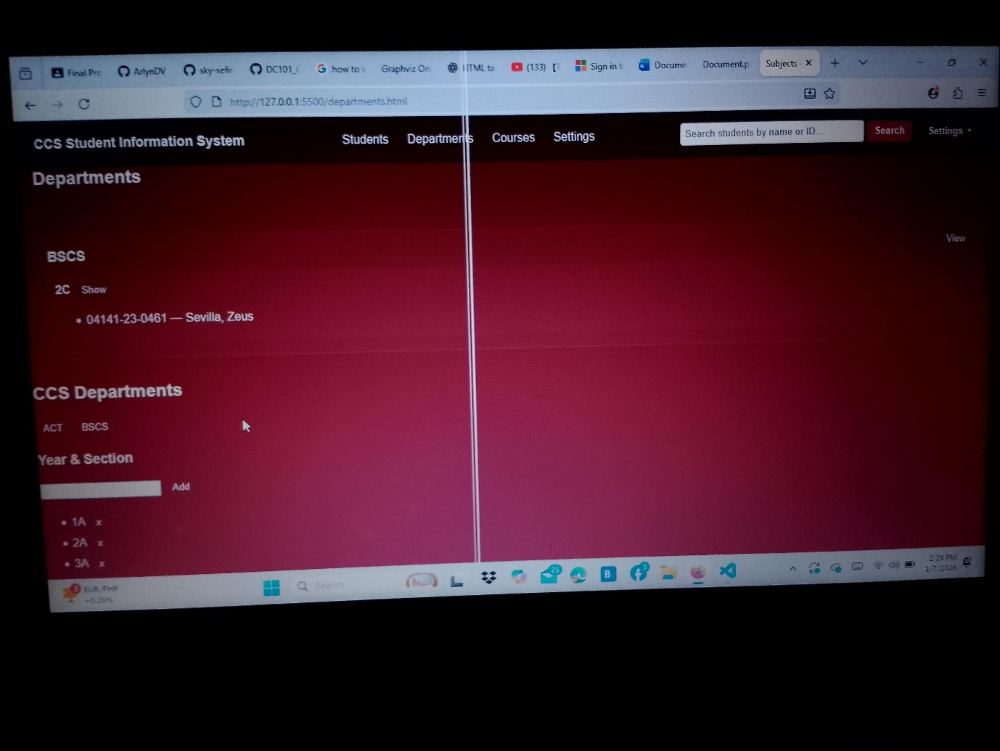 Final Pro
ArlynDV
sky-sefir
DC101_(
how to s
Graphviz On
HTML ta
(133)
Sign in t
Docume
Document.p
Subjects
http://127.0.0.1:5500/departments.html
CCS Student Information System
Students Departments Courses Settings
Search students by name or ID...
Search
Settings
Departments
View
BSCS
2C Show
• 04141-23-0461 — Sevilla, Zeus
CCS Departments
ACT BSCS
Year & Section
Add
• 1A x
• 2A x
• 3A x
3
EUR/PHP
+0.26%
Search
25
B
3
2:29 PM
1/7/2026